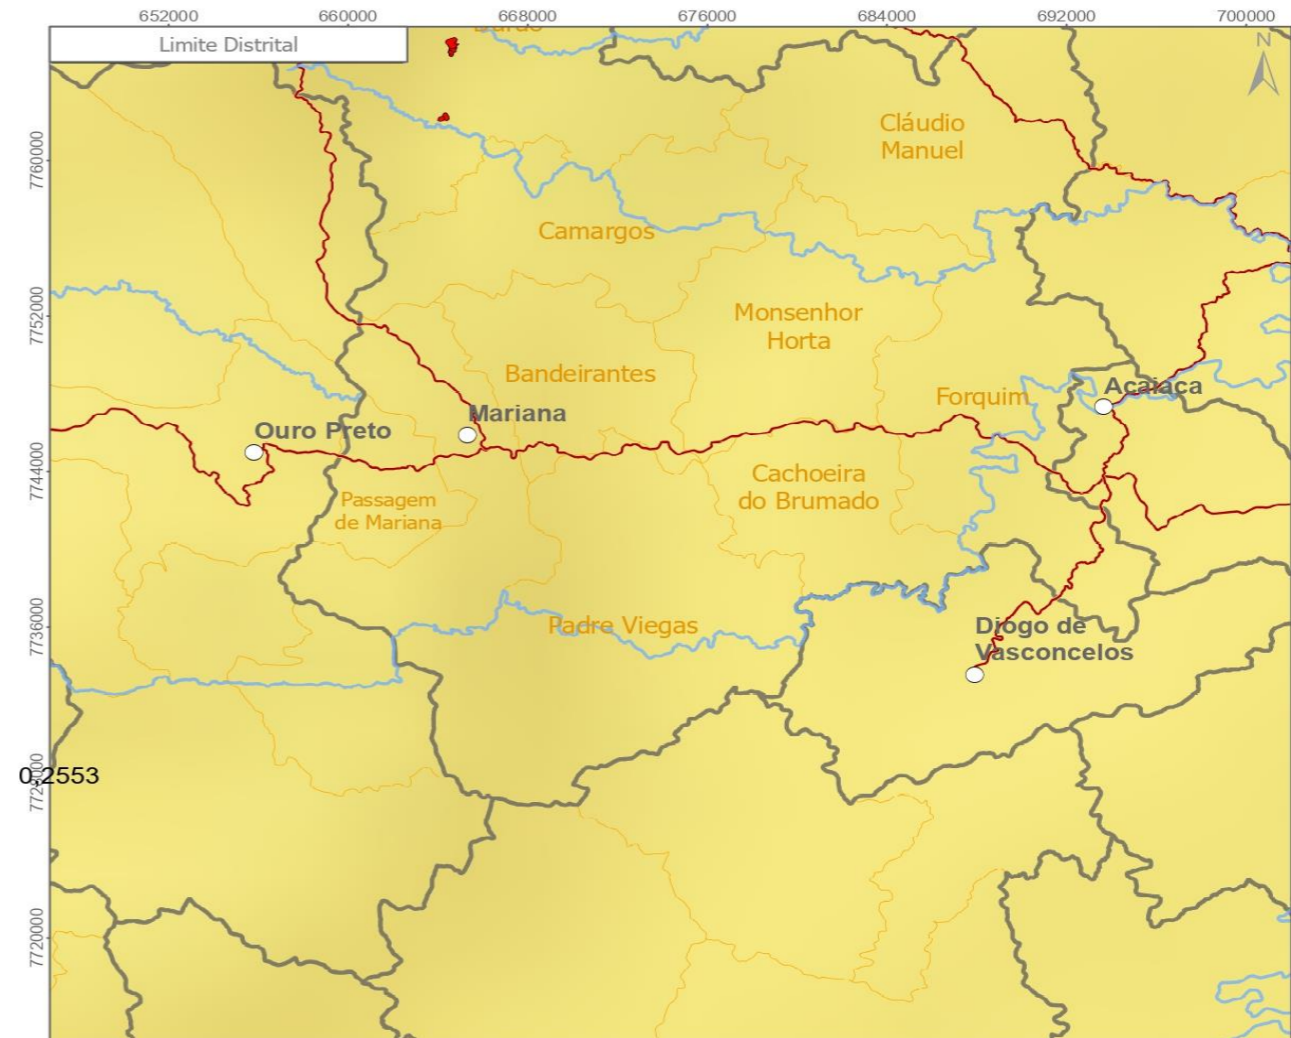 652000 660000 668000 676000 684000 692000 700000
Limite Distrital
N
Cláudio
Manuel
7760000
Camargos
Monsenhor
Horta
7752000
Bandeirantes
Acaiaca
Forquim
Mariana
Ouro Preto
7744000
Cachoeira
do Brumado
Passagem
de Mariana
Padre Viegas
7736000
Diogo de
Vasconcelos
0,2553
7720000